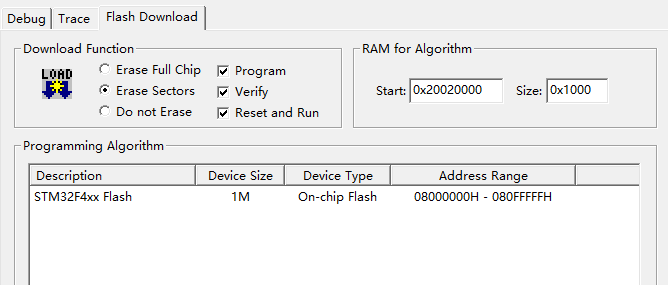 Debug Trace Flash Download
Download Function
LOAD
Erase Full Chip
Erase Sectors
Do not Erase
Program
Verify
Reset and Run
RAM for Algorithm
Start: 0x20020000 Size: 0x1000
Programming Algorithm
Description Device Size Device Type Address Range
STM32F4xx Flash 1M On-chip Flash 08000000H - 080FFFFFH